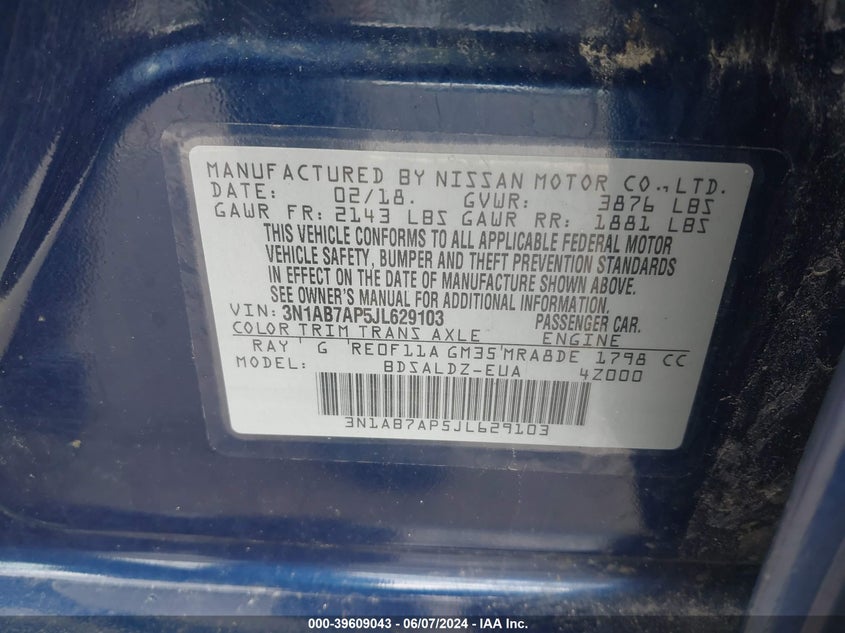 MANUFACTURED BY NISSAN MOTOR CO.,LTD.
DATE: 02/18. GVWR: 3876 LBS
GAWR FR: 2143 LBS GAWR RR: 1881 LBS
THIS VEHICLE CONFORMS TO ALL APPLICABLE FEDERAL MOTOR
VEHICLE SAFETY, BUMPER AND THEFT PREVENTION STANDARDS
IN EFFECT ON THE DATE OF MANUFACTURE SHOWN ABOVE.
SEE OWNER'S MANUAL FOR ADDITIONAL INFORMATION.
VIN: 3N1AB7AP5JL629103 PASSENGER CAR.
COLOR TRIM TRANS AXLE ENGINE
RAY G RE0F11A GM35 MRA8DE 1798 CC
MODEL: BDSALDZ-EUA 4Z000
3N1AB7AP5JL629103
000-39609043 - 06/07/2024 - IAA Inc.